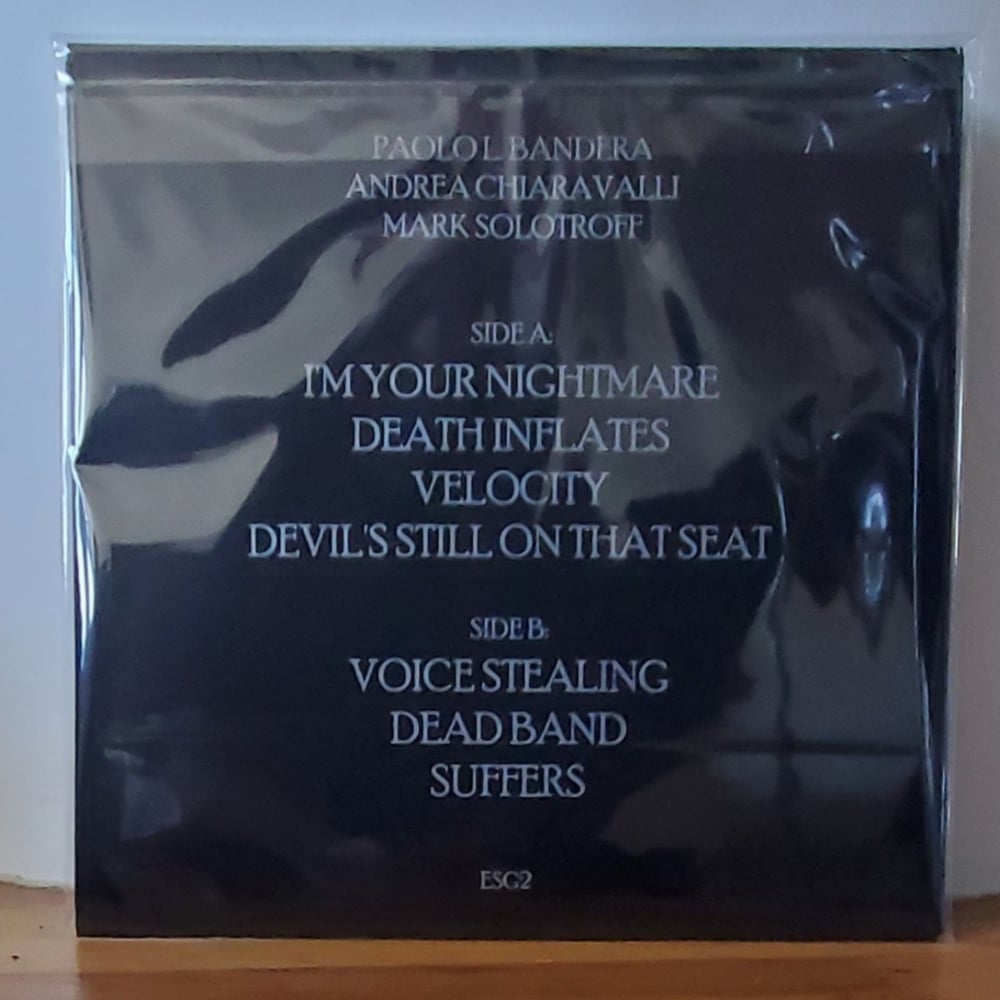 PAOLO L. BANDERA
ANDREA CHIARAVALLI
MARK SOLOTROFF
SIDE A:
I'M YOUR NIGHTMARE
DEATH INFLATES
VELOCITY
DEVIL'S STILL ON THAT SEAT
SIDE B:
VOICE STEALING
DEAD BAND
SUFFERS
ESG2